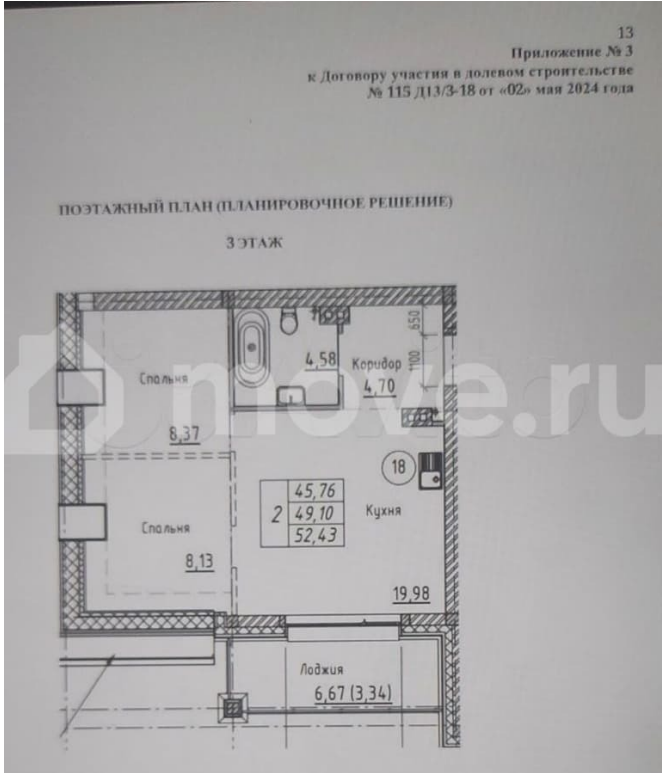 13
Приложение № 3
к Договору участия в долевом строительстве
№ 115 Д13/3-18 от «02» мая 2024 года
ПОЭТАЖНЫЙ ПЛАН (ПЛАНИРОВОЧНОЕ РЕШЕНИЕ)
3 ЭТАЖ
650
1100
4,58
Коридор
4,70
Спальня
8,37
move.ru
18
2
45,76
49,10
52,43
Кухня
Спальня
8,13
19,98
Лоджия
6,67 (3,34)